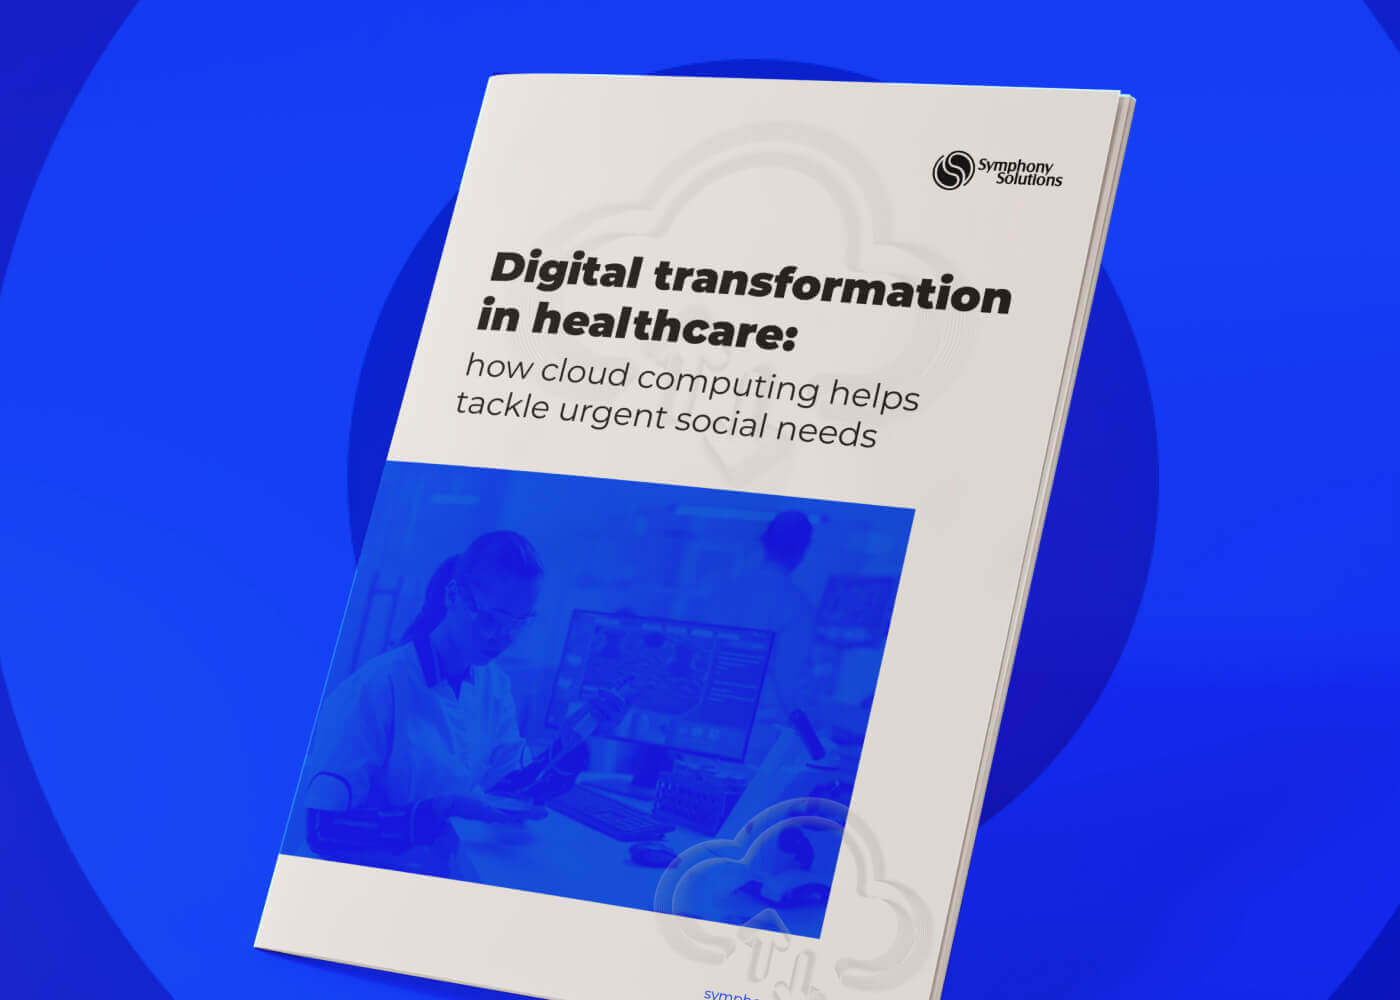 Symphony
Solutions
Digital transformation
in healthcare:
how cloud computing helps
tackle urgent social needs